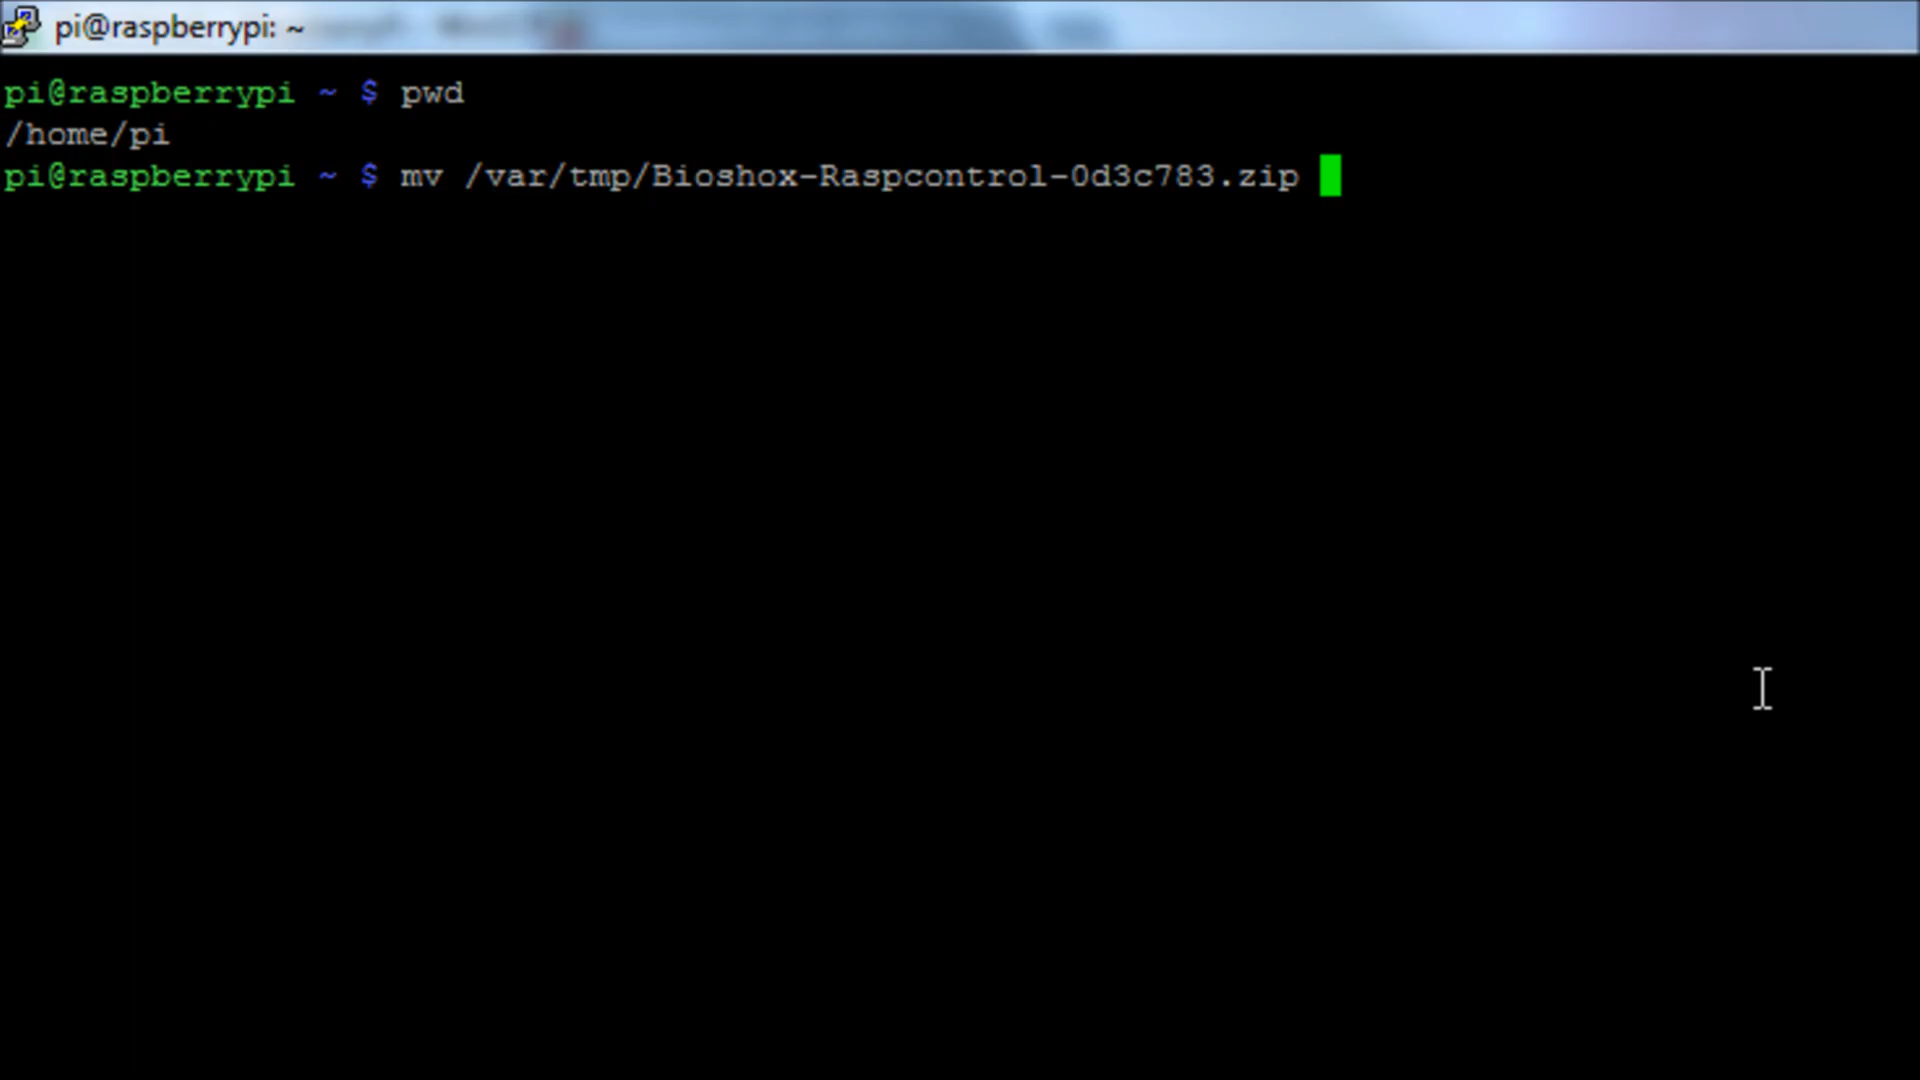 pi@raspberrypi: ~
pi@raspberrypi ~ $ pwd
/home/pi
pi@raspberrypi ~ $ mv /var/tmp/Bioshox-Raspcontrol-0d3c783.zip